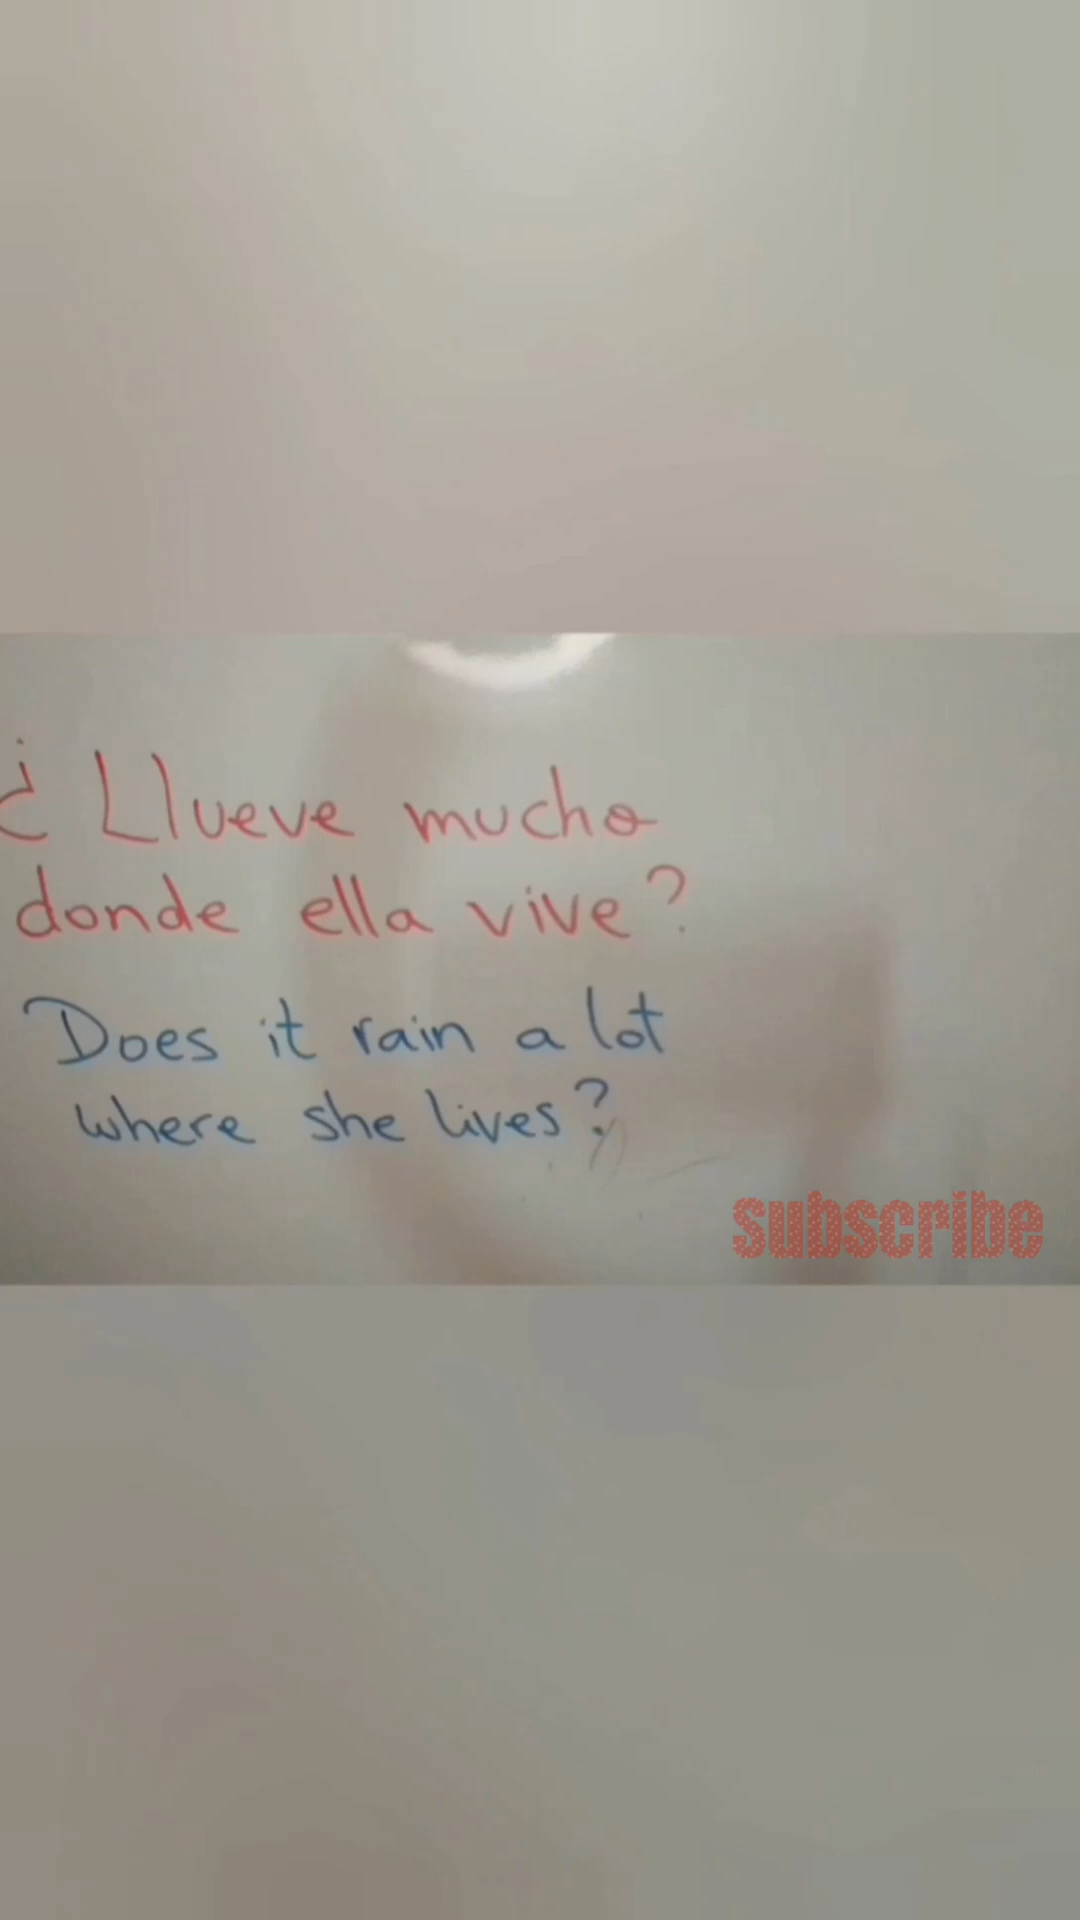 ¿ Llueve mucho
donde ella vive?
Does it rain a lot
where she lives?
subscribe